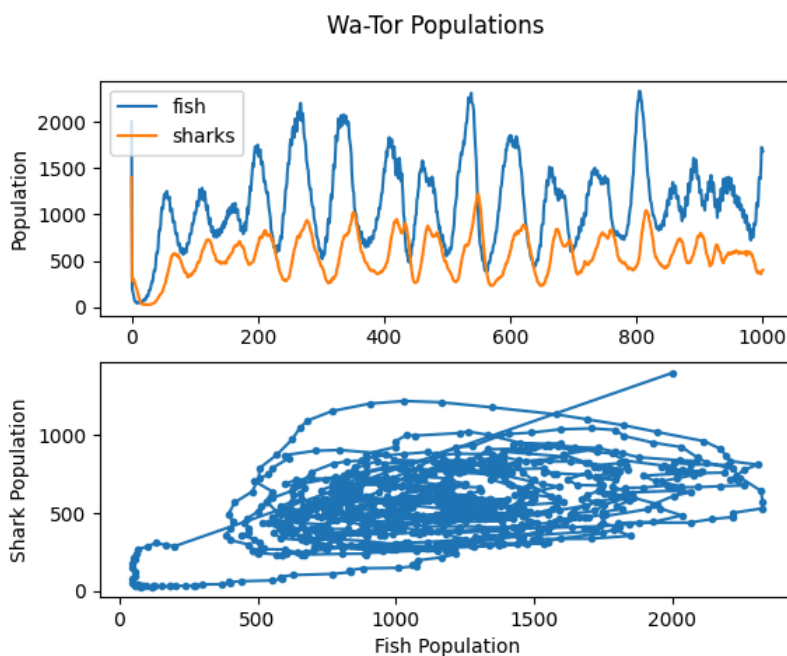 Wa-Tor Populations
fish
sharks
Population
2000
1500
1000
500
0
0 200 400 600 800 1000
Shark Population
1000
500
0
0 500 1000 1500 2000
Fish Population